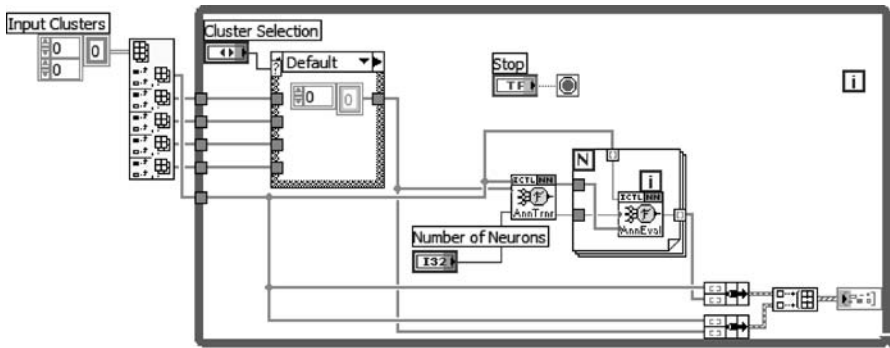 Input Clusters
0
0
0
Cluster Selection
?
Default
0
0
Stop
TF
i
N
i
ICTL NN
AnnTrnr
ICTL NN
AnnEval
Number of Neurons
I32